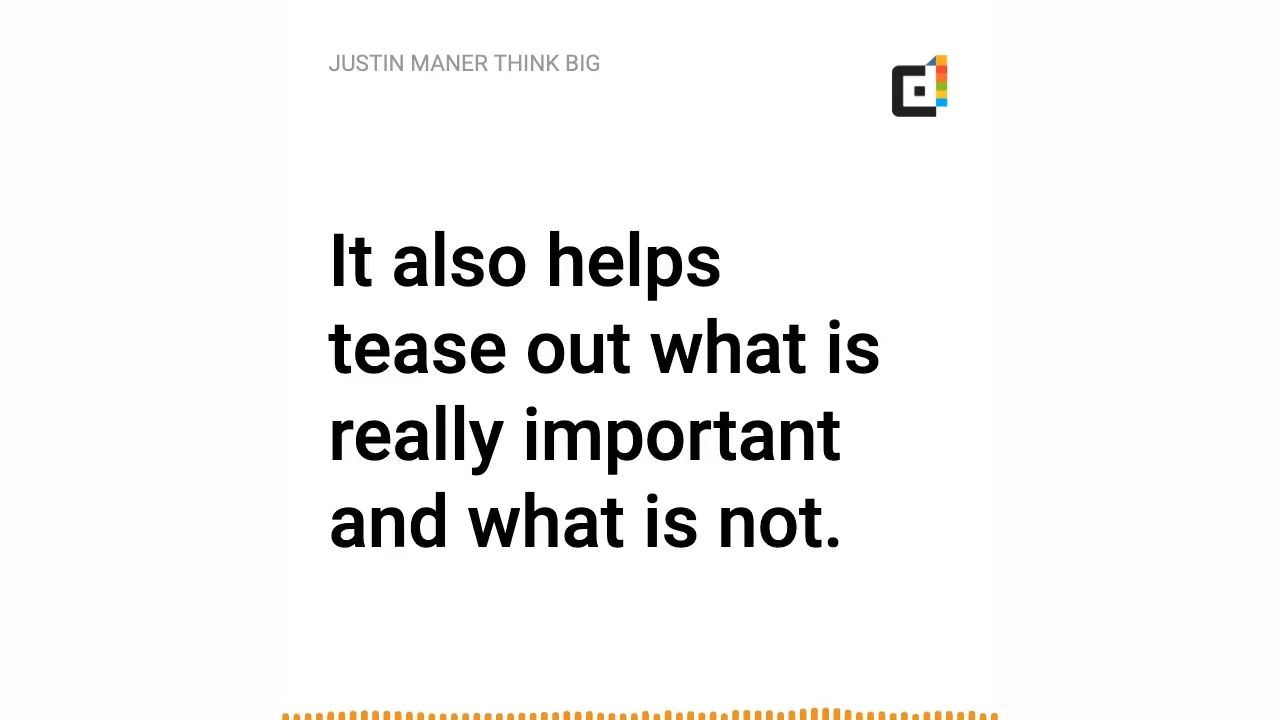 JUSTIN MANER THINK BIG
It also helps
tease out what is
really important
and what is not.